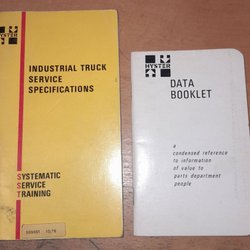 HYSTER
INDUSTRIAL TRUCK
SERVICE
SPECIFICATIONS
SYSTEMATIC
SERVICE
TRAINING
HYSTER
DATA
BOOKLET
a
condensed reference
to information
of value to
parts department
people